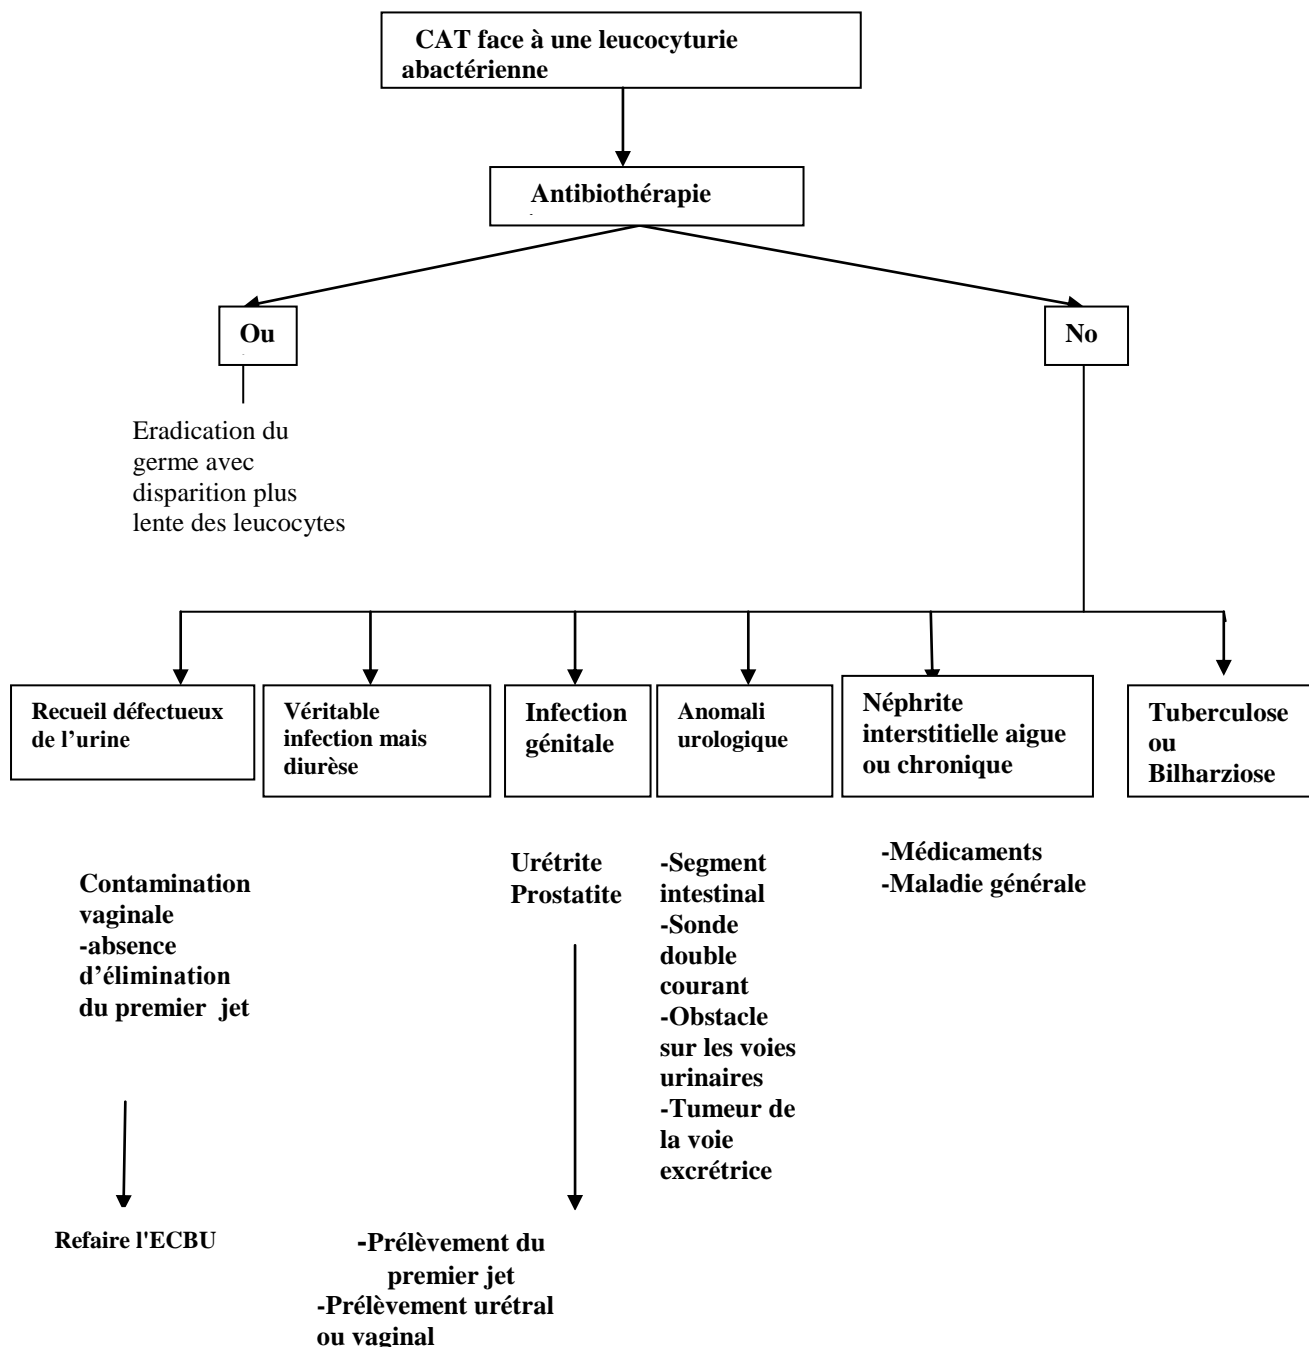 CAT face à une leucocyturie
abactérienne
Antibiothérapie
Ou
No
Eradication du
germe avec
disparition plus
lente des leucocytes
Recueil défectueux
de l'urine
Véritable
infection mais
diurèse
Infection
génitale
Anomali
urologique
Néphrite
interstitielle aigue
ou chronique
Tuberculose
ou
Bilharziose
Contamination
vaginale
-absence
d'élimination
du premier jet
Urétrite
Prostatite
-Segment
intestinal
-Sonde
double
courant
-Obstacle
sur les voies
urinaires
-Tumeur de
la voie
excrétrice
-Médicaments
-Maladie générale
Refaire l'ECBU
-Prélèvement du
premier jet
-Prélèvement urétral
ou vaginal